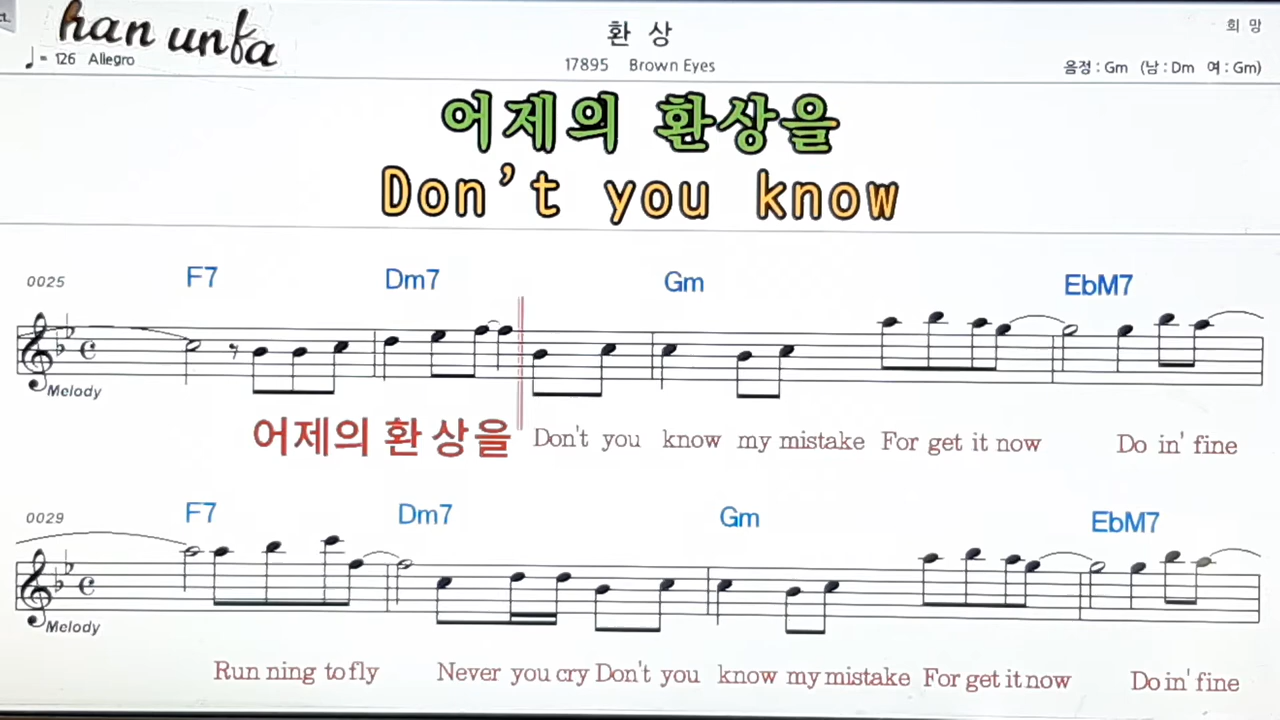 han unfa
환 상
희 망
♩= 126 Allegro
17895 Brown Eyes
음정 : Gm (남 : Dm 여 : Gm)
어제의 환상을
Don't you know
0025 F7 Dm7 Gm EbM7
Melody
어제의 환 상 을 Don't you know my mistake For get it now Do in' fine
0029 F7 Dm7 Gm EbM7
Melody
Run ning to fly Never you cry Don't you know my mistake For get it now Do in' fine